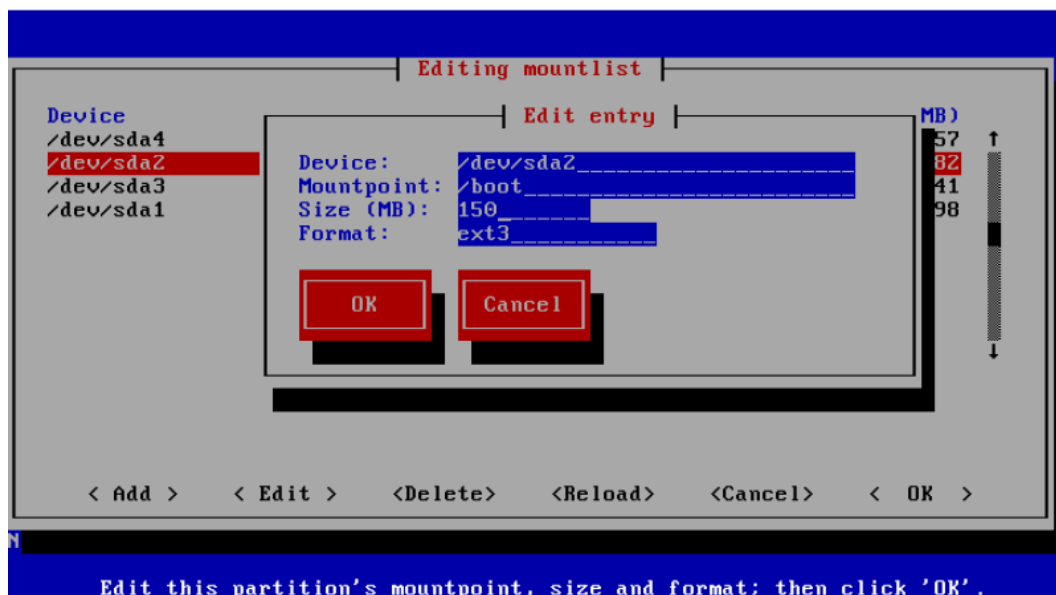 Editing mountlist
Edit entry
Device MB)
/dev/sda4 57
/dev/sda2 82
/dev/sda3 41
/dev/sda1 98
Device: /dev/sda2
Mountpoint: /boot
Size (MB): 150
Format: ext3
OK Cancel
< Add > < Edit > <Delete> <Reload> <Cancel> < OK >
N
Edit this partition's mountpoint, size and format; then click 'OK'.